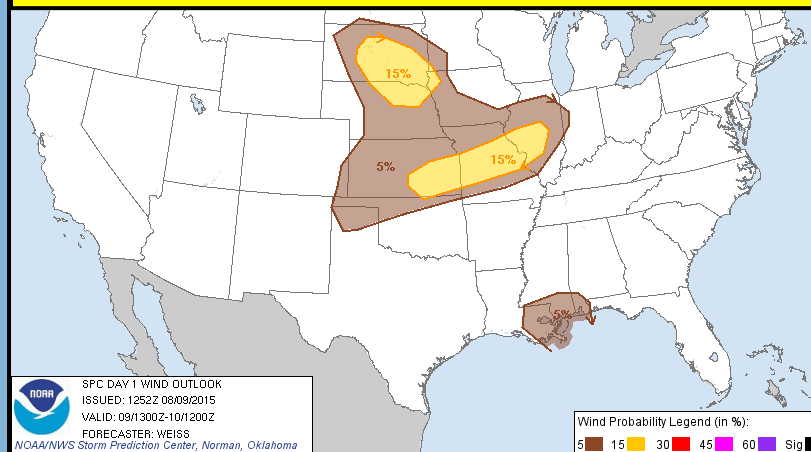 15%
5%
15%
5%
NOAA
SPC DAY 1 WIND OUTLOOK
ISSUED: 1252Z 08/09/2015
VALID: 09/1300Z-10/1200Z
FORECASTER: WEISS
NOAA/NWS Storm Prediction Center, Norman, Oklahoma
Wind Probability Legend (in %):
5 15 30 45 60 Sig